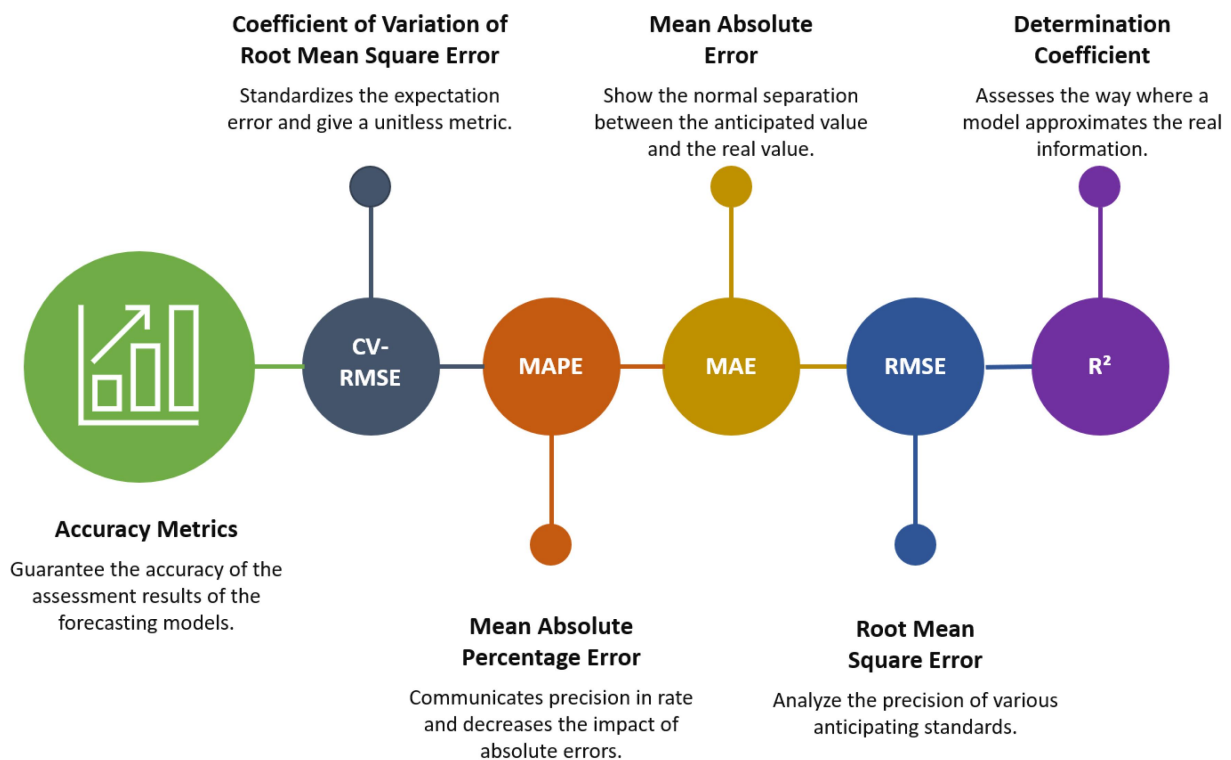 Coefficient of Variation of
Root Mean Square Error
Standardizes the expectation
error and give a unitless metric.
Mean Absolute
Error
Show the normal separation
between the anticipated value
and the real value.
Determination
Coefficient
Assesses the way where a
model approximates the real
information.
CV-
RMSE
MAPE
MAE
RMSE
R²
Accuracy Metrics
Guarantee the accuracy of the
assessment results of the
forecasting models.
Mean Absolute
Percentage Error
Communicates precision in rate
and decreases the impact of
absolute errors.
Root Mean
Square Error
Analyze the precision of various
anticipating standards.